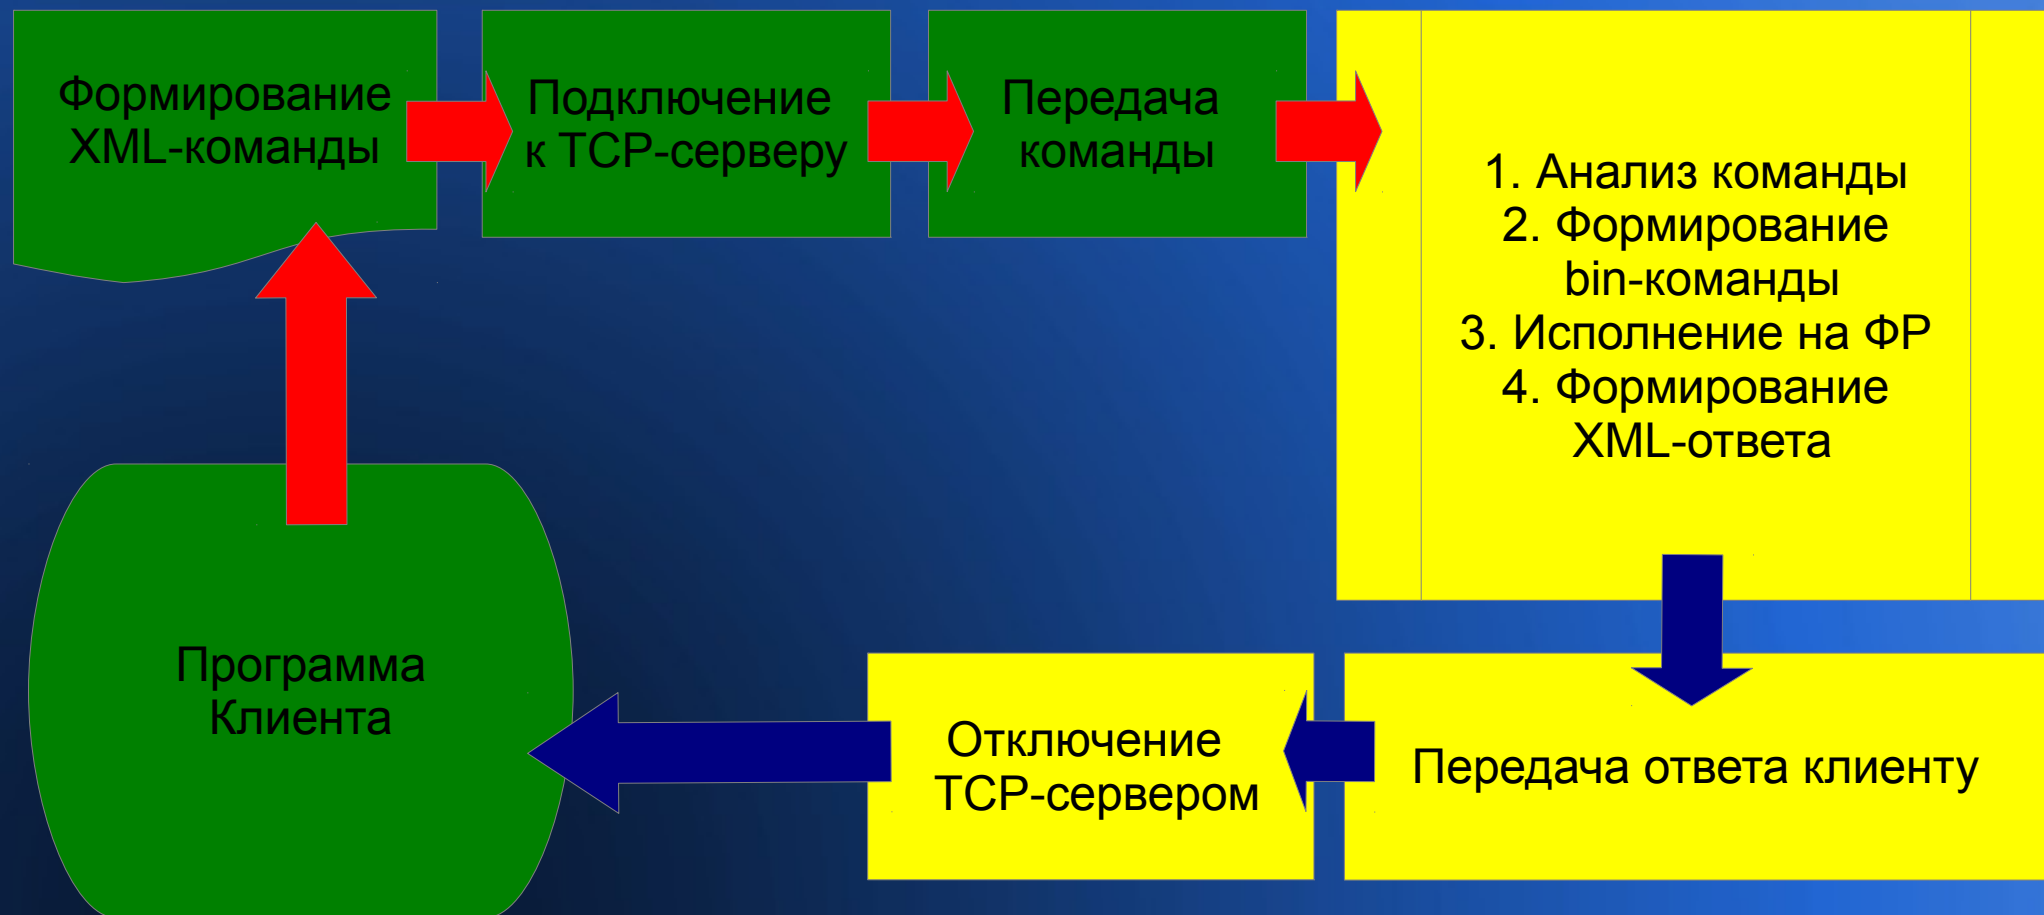 Формирование
XML-команды
Подключение
к TCP-серверу
Передача
команды
1. Анализ команды
2. Формирование
bin-команды
3. Исполнение на ФР
4. Формирование
XML-ответа
Программа
Клиента
Отключение
TCP-сервером
Передача ответа клиенту